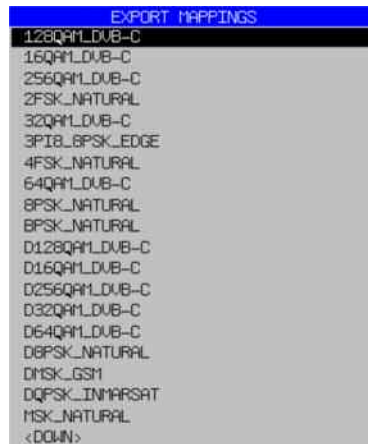 EXPORT MAPPINGS
128QAM_DVB-C
16QAM_DVB-C
256QAM_DVB-C
2FSK_NATURAL
32QAM_DVB-C
3PI8_8PSK_EDGE
4FSK_NATURAL
64QAM_DVB-C
8PSK_NATURAL
BPSK_NATURAL
D128QAM_DVB-C
D16QAM_DVB-C
D256QAM_DVB-C
D32QAM_DVB-C
D64QAM_DVB-C
D8PSK_NATURAL
DMSK_GSM
DQPSK_INMARSAT
MSK_NATURAL
<DOWN>